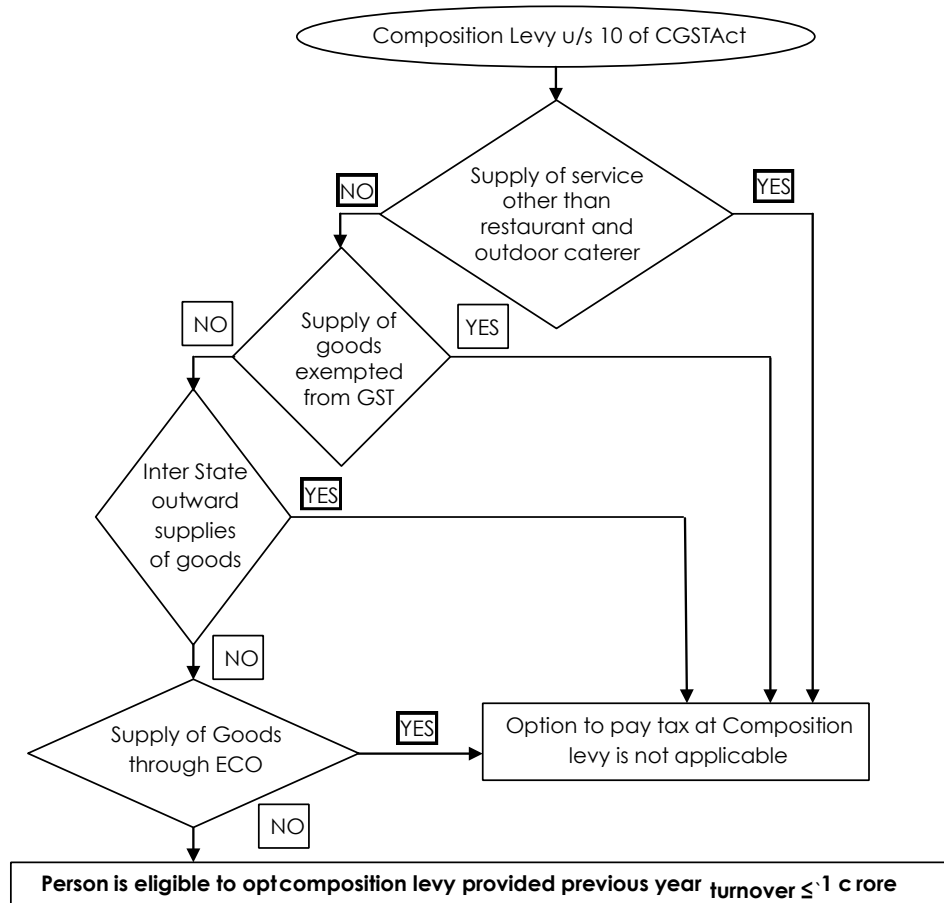 Composition Levy u/s 10 of CGSTAct
Supply of service
other than
restaurant and
outdoor caterer
NO
YES
Supply of
goods
exempted
from GST
NO
YES
Inter State
outward
supplies
of goods
YES
NO
Supply of Goods
through ECO
YES
Option to pay tax at Composition
levy is not applicable
NO
Person is eligible to optcomposition levy provided previous year turnover ≤ `1 c rore